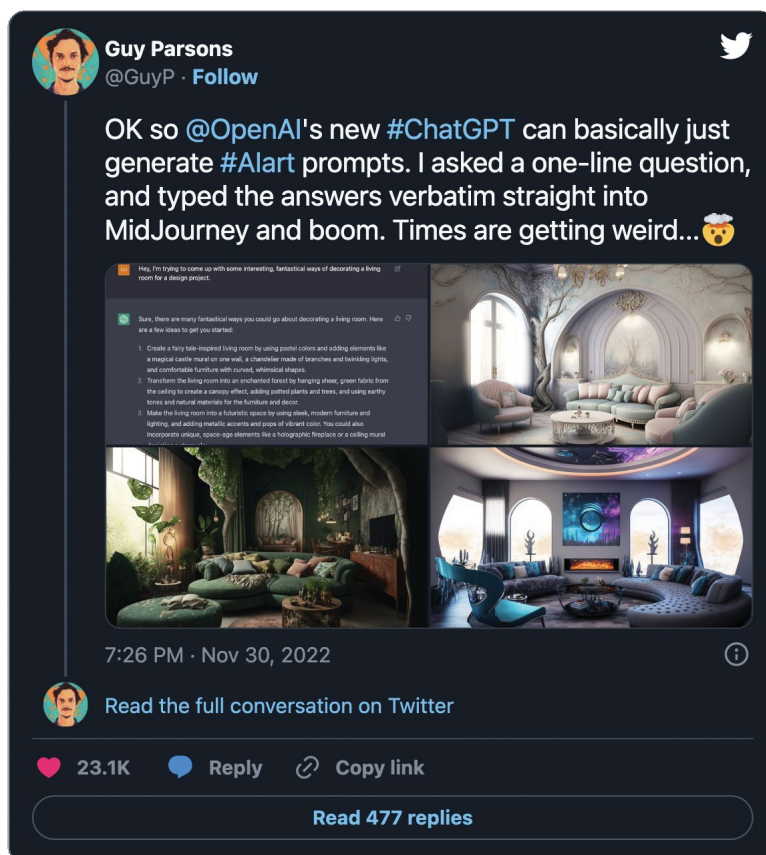 Guy Parsons
@GuyP · Follow
OK so @OpenAI's new #ChatGPT can basically just
generate #AIart prompts. I asked a one-line question,
and typed the answers verbatim straight into
MidJourney and boom. Times are getting weird...🤯
Hey, I'm trying to come up with some interesting, fantastical ways of decorating a living
room for a design project.
Sure, there are many fantastical ways you could go about decorating a living room. Here
are a few ideas to get you started:
1. Create a fairy tale-inspired living room by using pastel colors and adding elements like
a magical castle mural on one wall, a chandelier made of branches and twinkling lights,
and comfortable furniture with curved, whimsical shapes.
2. Transform the living room into an enchanted forest by hanging sheer, green fabric from
the ceiling to create a canopy effect, adding potted plants and trees, and using earthy
tones and natural materials for the furniture and decor.
3. Make the living room into a futuristic space by using sleek, modern furniture and
lighting, and adding metallic accents and pops of vibrant color. You could also
incorporate unique, space-age elements like a holographic fireplace or a ceiling mural
7:26 PM · Nov 30, 2022
Read the full conversation on Twitter
23.1K Reply Copy link
Read 477 replies